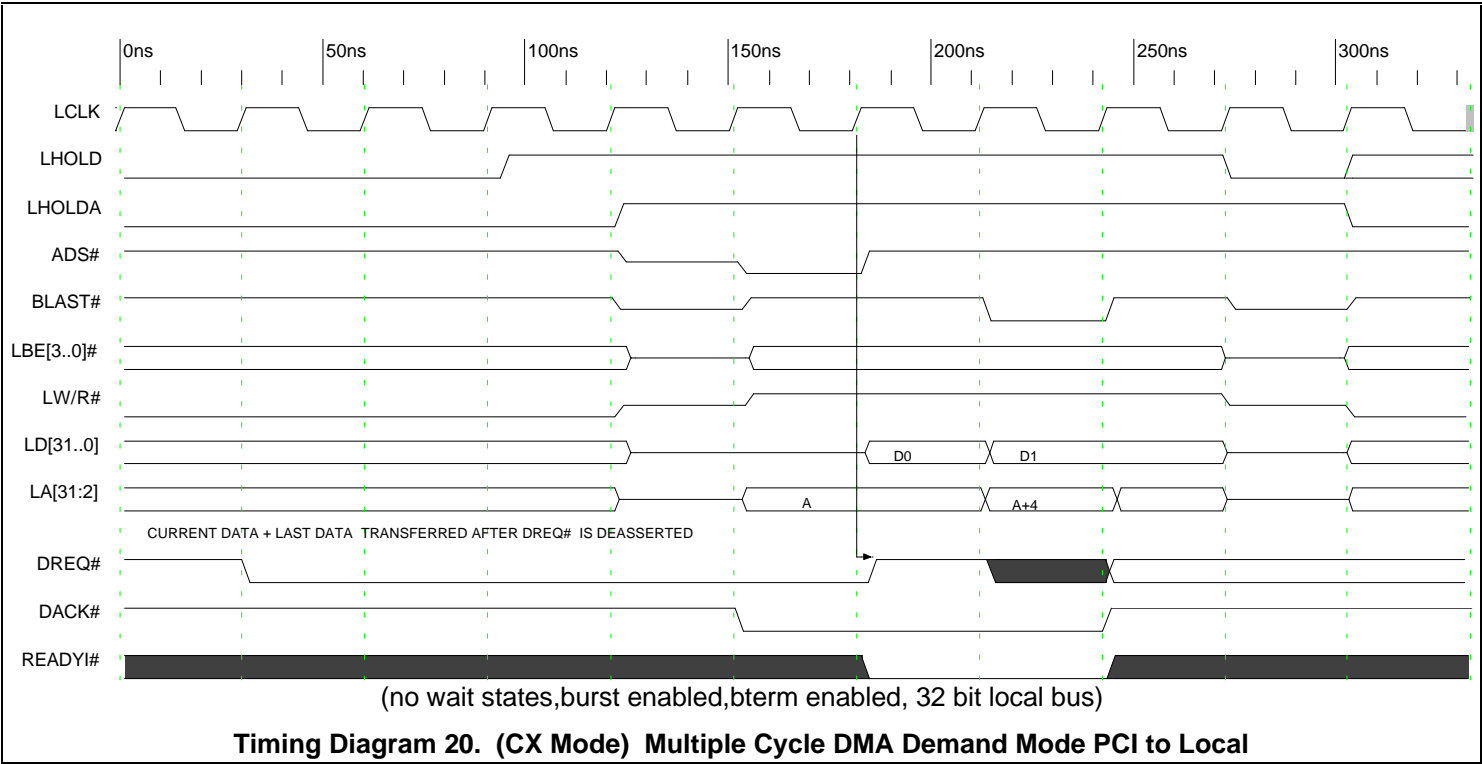 0ns 50ns 100ns 150ns 200ns 250ns 300ns
LCLK
LHOLD
LHOLDA
ADS#
BLAST#
LBE[3..0]#
LW/R#
LD[31..0] D0 D1
LA[31:2] A A+4
CURRENT DATA + LAST DATA TRANSFERRED AFTER DREQ# IS DEASSERTED
DREQ#
DACK#
READYI#
(no wait states,burst enabled,bterm enabled, 32 bit local bus)
Timing Diagram 20. (CX Mode) Multiple Cycle DMA Demand Mode PCI to Local